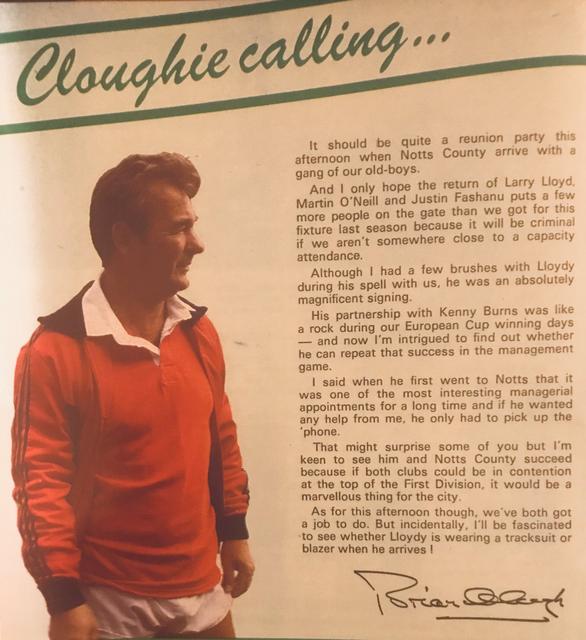 Cloughie calling...
It should be quite a reunion party this
afternoon when Notts County arrive with a
gang of our old-boys.
And I only hope the return of Larry Lloyd,
Martin O'Neill and Justin Fashanu puts a few
more people on the gate than we got for this
fixture last season because it will be criminal
if we aren't somewhere close to a capacity
attendance.
Although I had a few brushes with Lloydy
during his spell with us, he was an absolutely
magnificent signing.
His partnership with Kenny Burns was like
a rock during our European Cup winning days
— and now I'm intrigued to find out whether
he can repeat that success in the management
game.
I said when he first went to Notts that it
was one of the most interesting managerial
appointments for a long time and if he wanted
any help from me, he only had to pick up the
'phone.
That might surprise some of you but I'm
keen to see him and Notts County succeed
because if both clubs could be in contention
at the top of the First Division, it would be a
marvellous thing for the city.
As for this afternoon though, we've both got
a job to do. But incidentally, I'll be fascinated
to see whether Lloydy is wearing a tracksuit or
blazer when he arrives !
Brian Clough